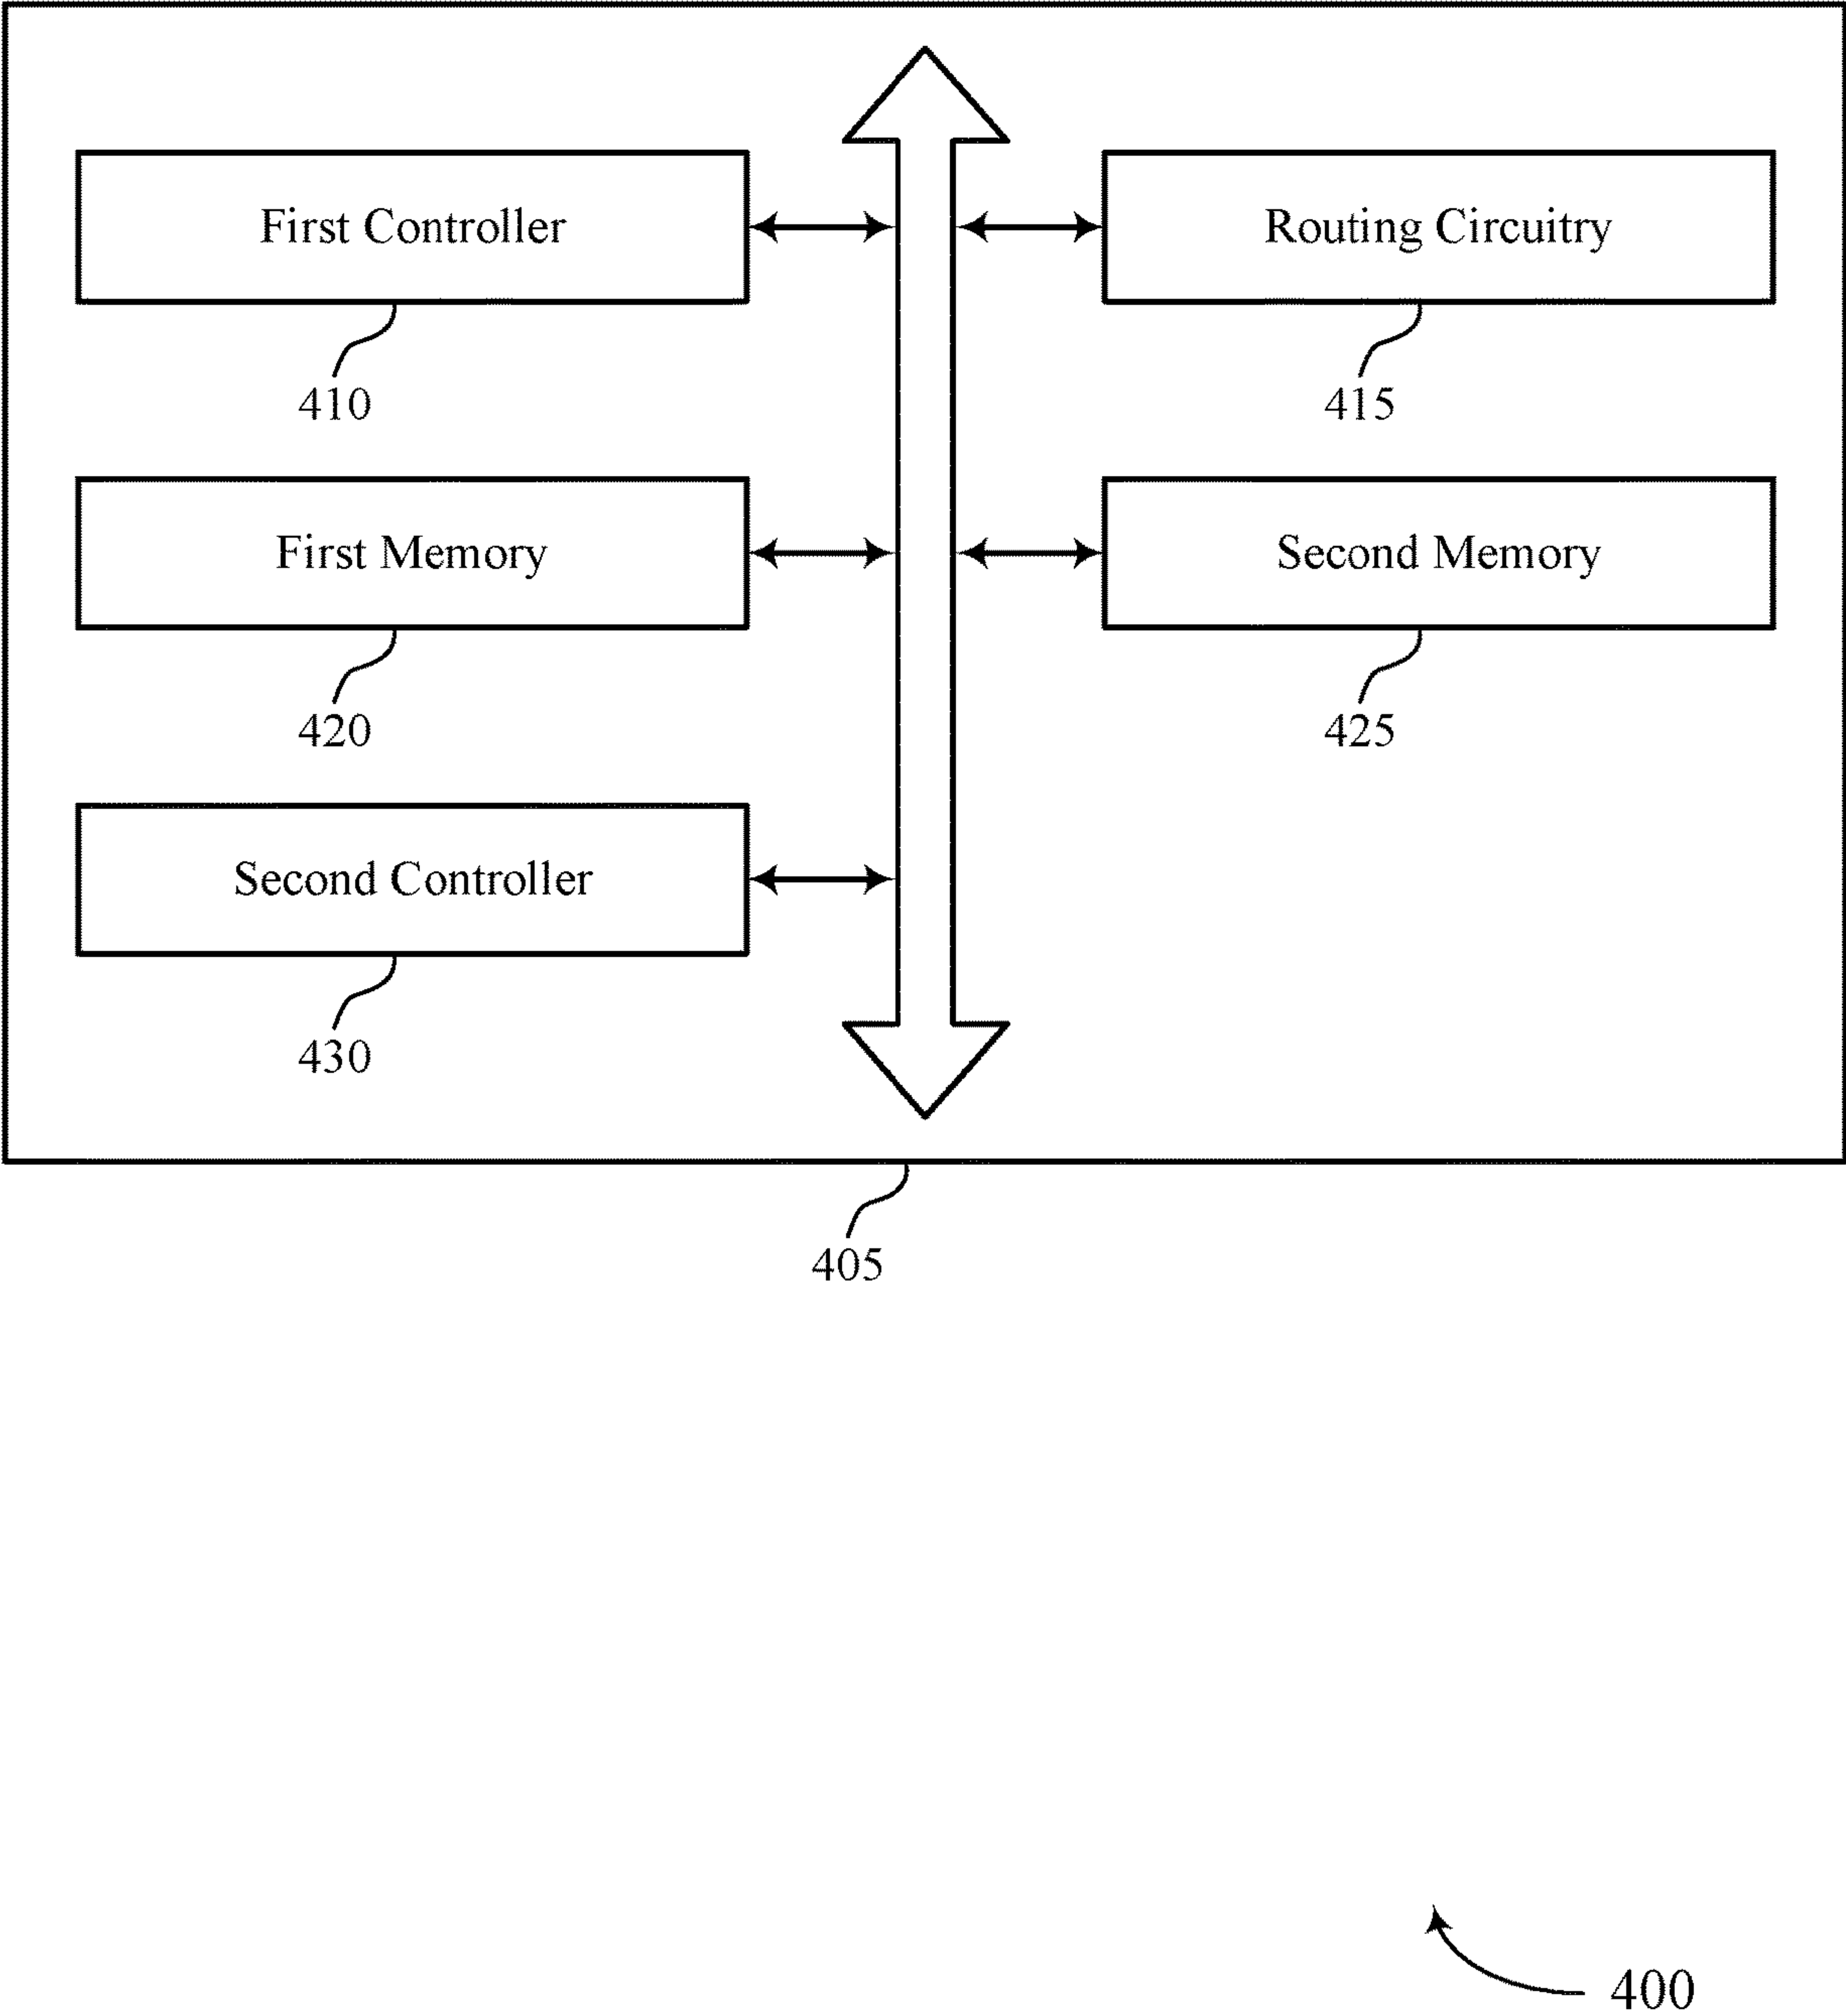 First Controller
Routing Circuitry
410
415
First Memory
Second Memory
420
425
Second Controller
430
405
400